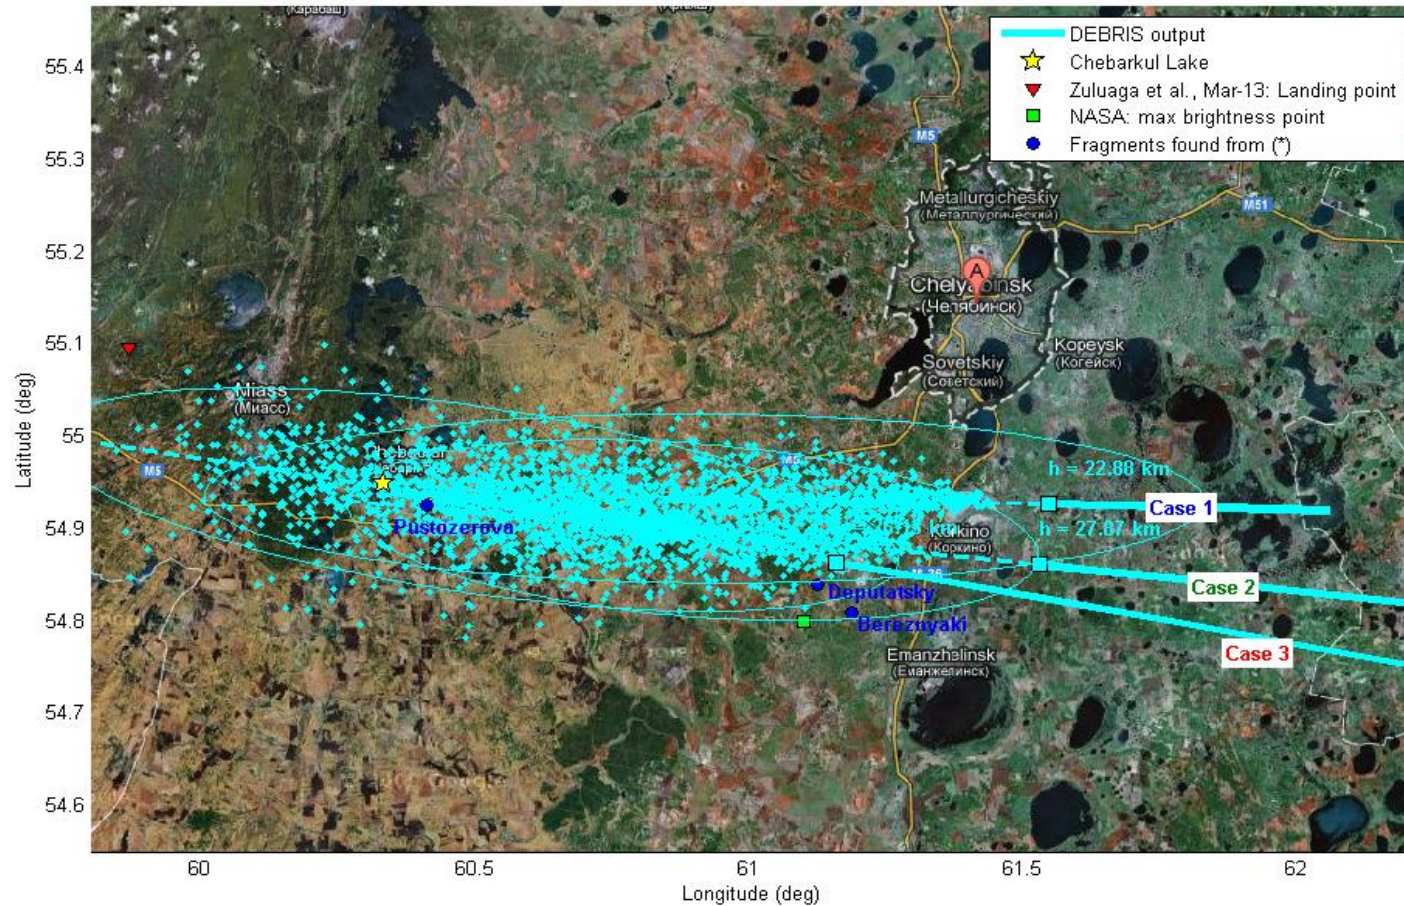 (Карабаш)
DEBRIS output
Chebarkul Lake
Zuluaga et al., Mar-13: Landing point
NASA: max brightness point
Fragments found from (*)
55.4
55.3
55.2
55.1
55
54.9
54.8
54.7
54.6
Latitude (deg)
M5
Metallurgicheskiy
(Металлургический)
M51
A
Chelyabinsk
(Челябинск)
Kopeysk
(Копейск)
Sovetskiy
(Советский)
Miass
(Миасс)
M5
M5
h = 22.88 km
Case 1
Pustozerova
km
h = 27.87 km
Korkino
(Коркино)
Case 2
Deputatsky
Bereznyaki
Case 3
Emanzhelinsk
(Еманжелинск)
60
60.5
61
61.5
62
Longitude (deg)